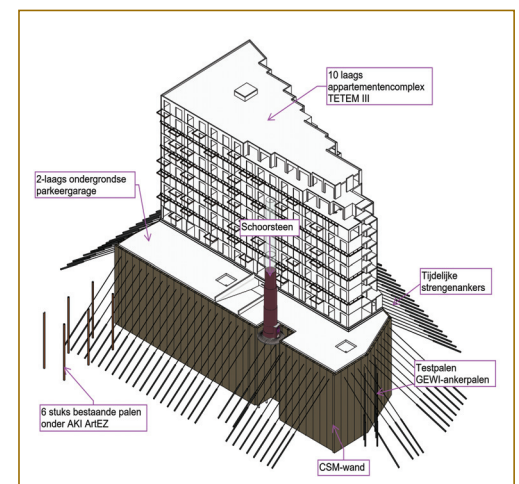 10 laags
appartementencomplex
TETEM III
2-laags ondergrondse
parkeergarage
Schoorsteen
Tijdelijke
strengenankers
Testpalen
GEWI-ankerpalen
6 stuks bestaande palen
onder AKI ArtEZ
CSM-wand